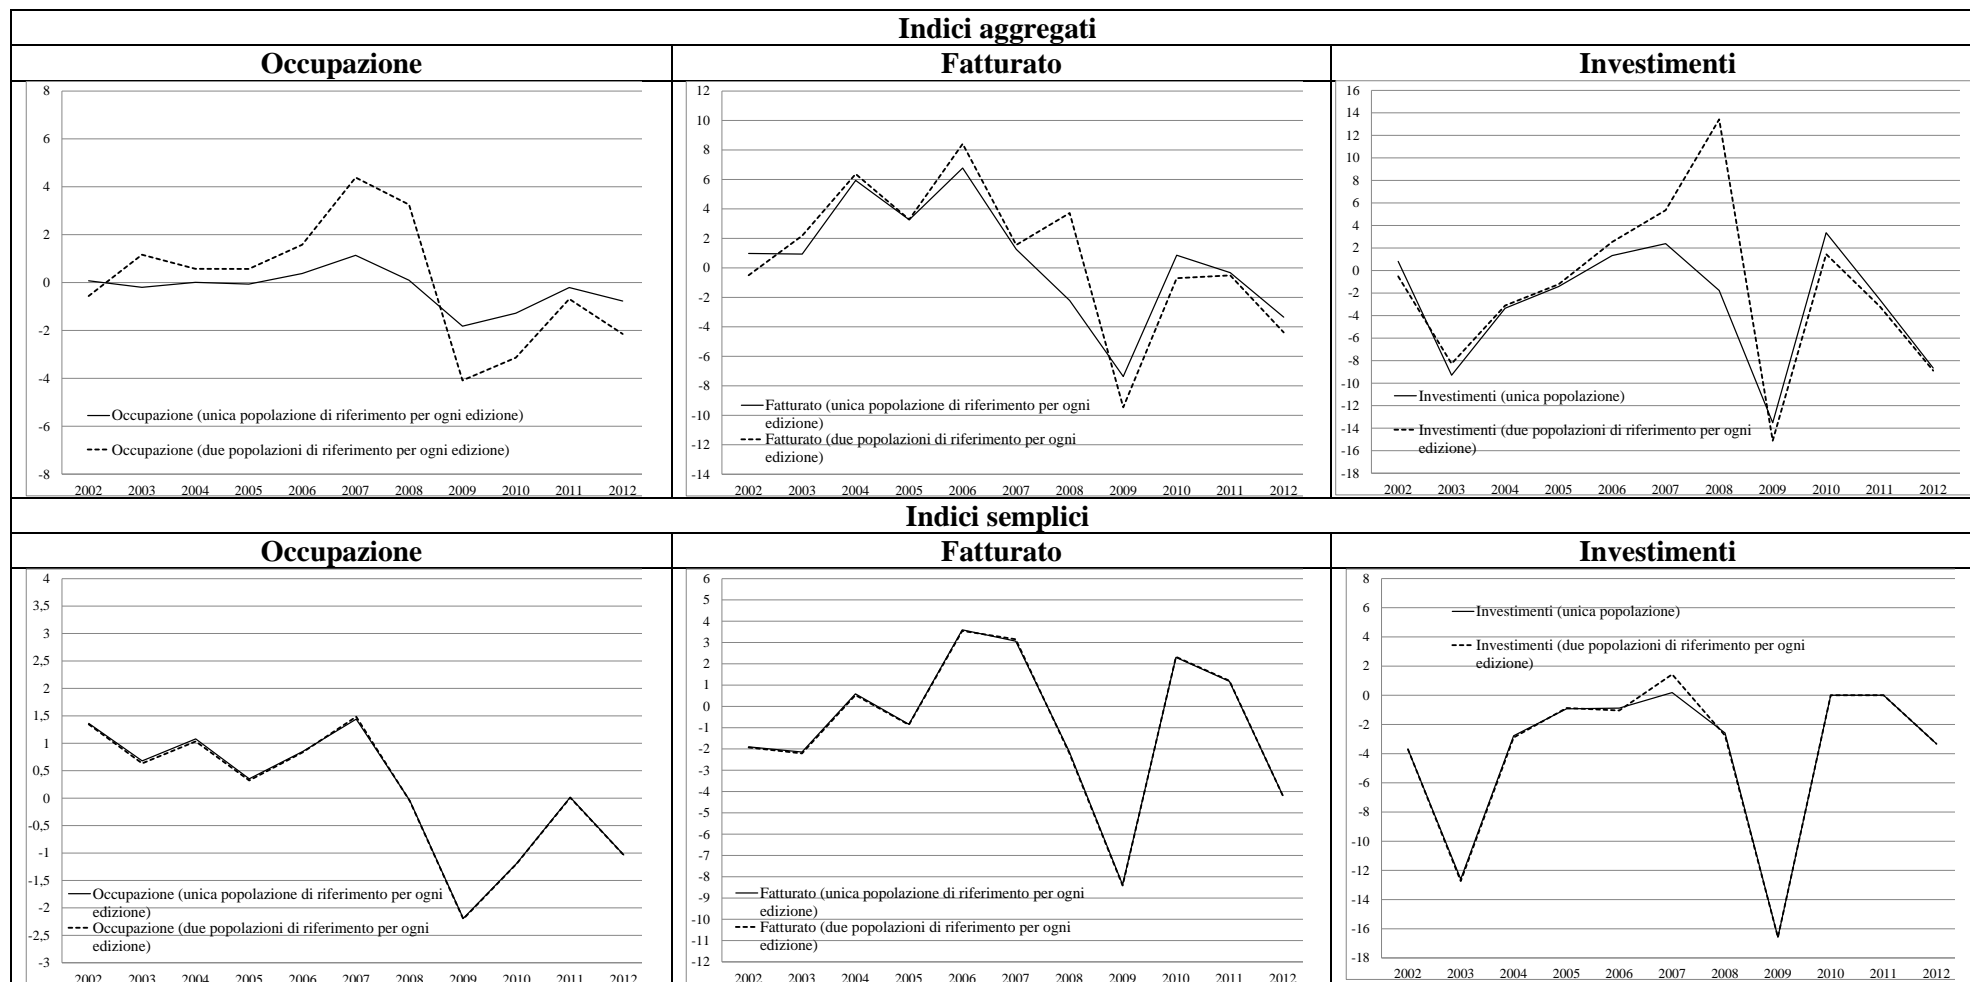 Indici aggregati
Occupazione
Fatturato
Investimenti
8
6
4
2
0
-2
-4
-6
-8
Occupazione (unica popolazione di riferimento per ogni edizione)
Occupazione (due popolazioni di riferimento per ogni edizione)
2002 2003 2004 2005 2006 2007 2008 2009 2010 2011 2012
12
10
8
6
4
2
0
-2
-4
-6
-8
-10
-12
-14
Fatturato (unica popolazione di riferimento per ogni
edizione)
Fatturato (due popolazioni di riferimento per ogni
edizione)
2002 2003 2004 2005 2006 2007 2008 2009 2010 2011 2012
16
14
12
10
8
6
4
2
0
-2
-4
-6
-8
-10
-12
-14
-16
-18
Investimenti (unica popolazione)
Investimenti (due popolazioni di riferimento per ogni
edizione)
2002 2003 2004 2005 2006 2007 2008 2009 2010 2011 2012
Indici semplici
Occupazione
Fatturato
Investimenti
4
3,5
3
2,5
2
1,5
1
0,5
0
-0,5
-1
-1,5
-2
-2,5
-3
Occupazione (unica popolazione di riferimento per ogni
edizione)
Occupazione (due popolazioni di riferimento per ogni
edizione)
2002 2003 2004 2005 2006 2007 2008 2009 2010 2011 2012
6
5
4
3
2
1
0
-1
-2
-3
-4
-5
-6
-7
-8
-9
-10
-11
-12
Fatturato (unica popolazione di riferimento per ogni
edizione)
Fatturato (due popolazioni di riferimento per ogni
edizione)
2002 2003 2004 2005 2006 2007 2008 2009 2010 2011 2012
8
6
4
2
0
-2
-4
-6
-8
-10
-12
-14
-16
-18
Investimenti (unica popolazione)
Investimenti (due popolazioni di riferimento per ogni
edizione)
2002 2003 2004 2005 2006 2007 2008 2009 2010 2011 2012